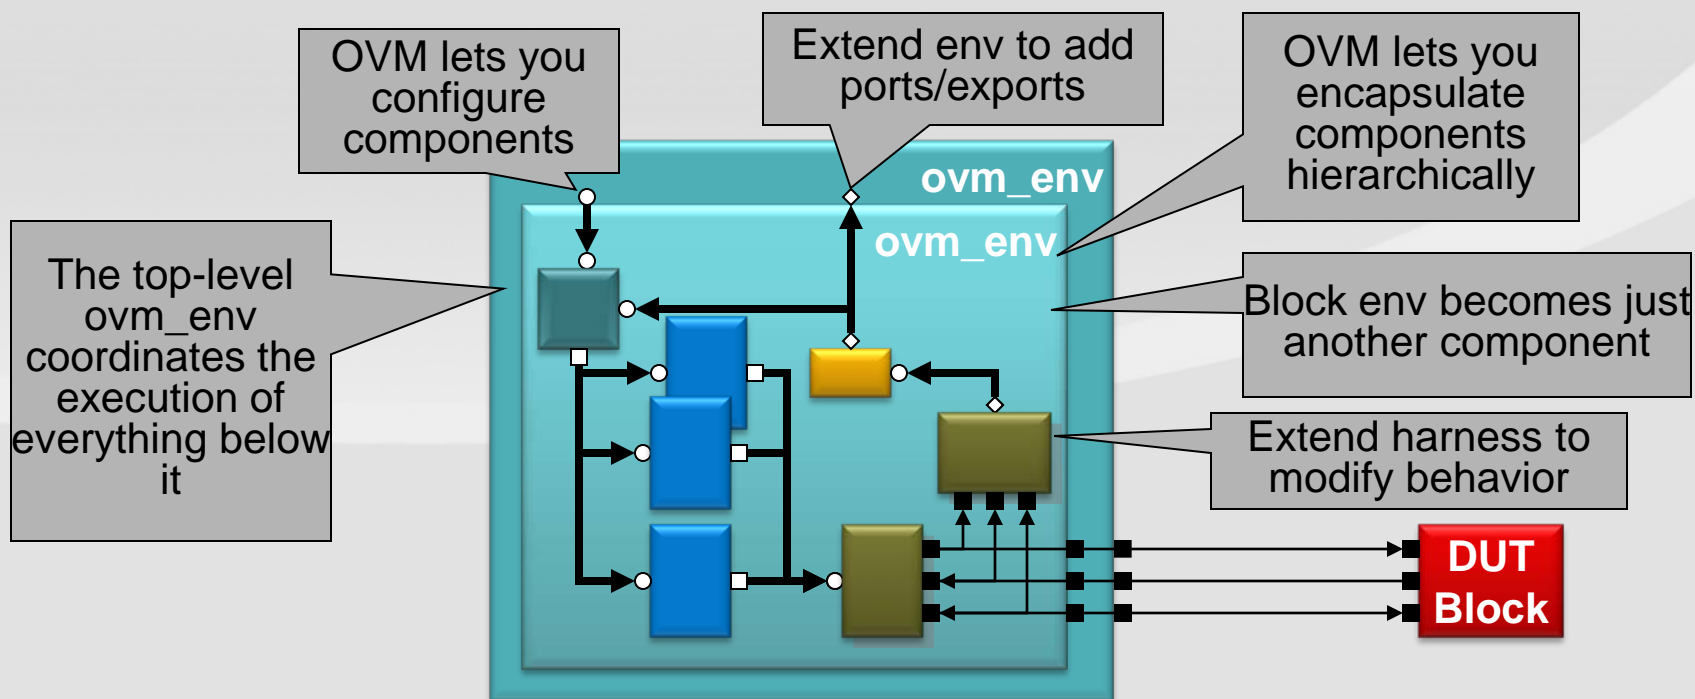 OVM lets you
configure
components
Extend env to add
ports/exports
OVM lets you
encapsulate
components
hierarchically
ovm_env
ovm_env
The top-level
ovm_env
coordinates the
execution of
everything below
it
Block env becomes just
another component
Extend harness to
modify behavior
DUT
Block